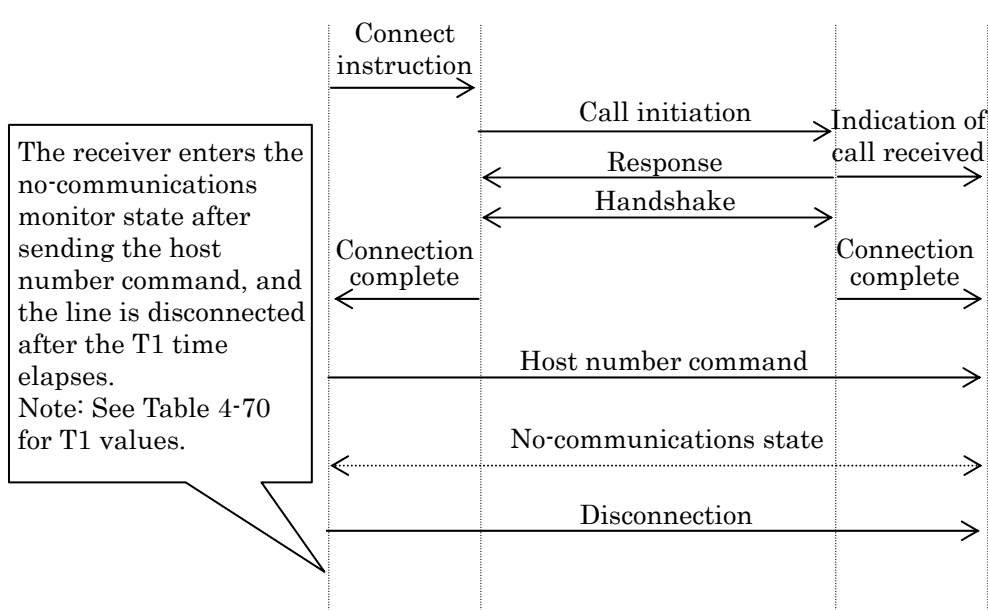 Connect
instruction
Call initiation
Indication of
call received
Response
Handshake
Connection
complete
Connection
complete
The receiver enters the
no-communications
monitor state after
sending the host
number command, and
the line is disconnected
after the T1 time
elapses.
Note: See Table 4-70
for T1 values.
Host number command
No-communications state
Disconnection